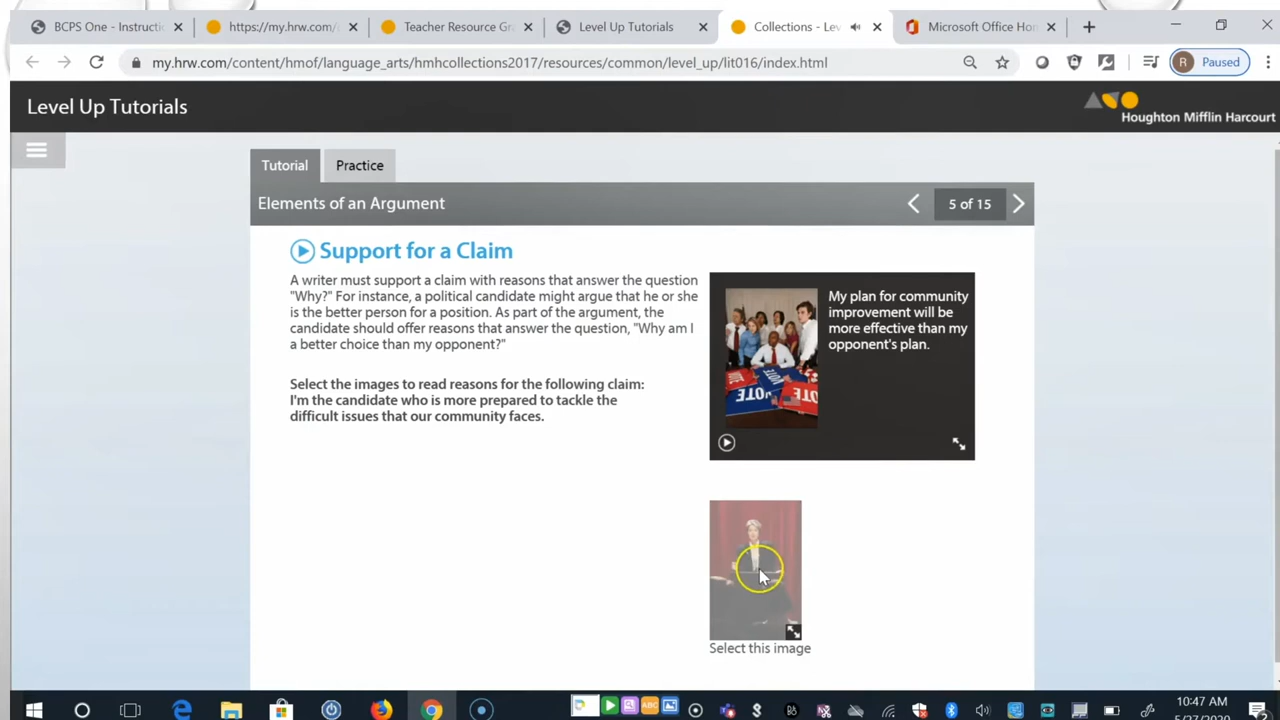 BCPS One - Instructi
https://my.hrw.com/
Teacher Resource Gr
Level Up Tutorials
Collections - Lev
Microsoft Office Hom
my.hrw.com/content/hmof/language_arts/hmhcollections2017/resources/common/level_up/lit016/index.html
R Paused
Level Up Tutorials
Houghton Mifflin Harcourt
Tutorial
Practice
Elements of an Argument
5 of 15
Support for a Claim
A writer must support a claim with reasons that answer the question
"Why?" For instance, a political candidate might argue that he or she
is the better person for a position. As part of the argument, the
candidate should offer reasons that answer the question, "Why am I
a better choice than my opponent?"
Select the images to read reasons for the following claim:
I'm the candidate who is more prepared to tackle the
difficult issues that our community faces.
My plan for community
improvement will be
more effective than my
opponent's plan.
VOTE
VOTE
Select this image
ABC
10:47 AM
5/27/2020